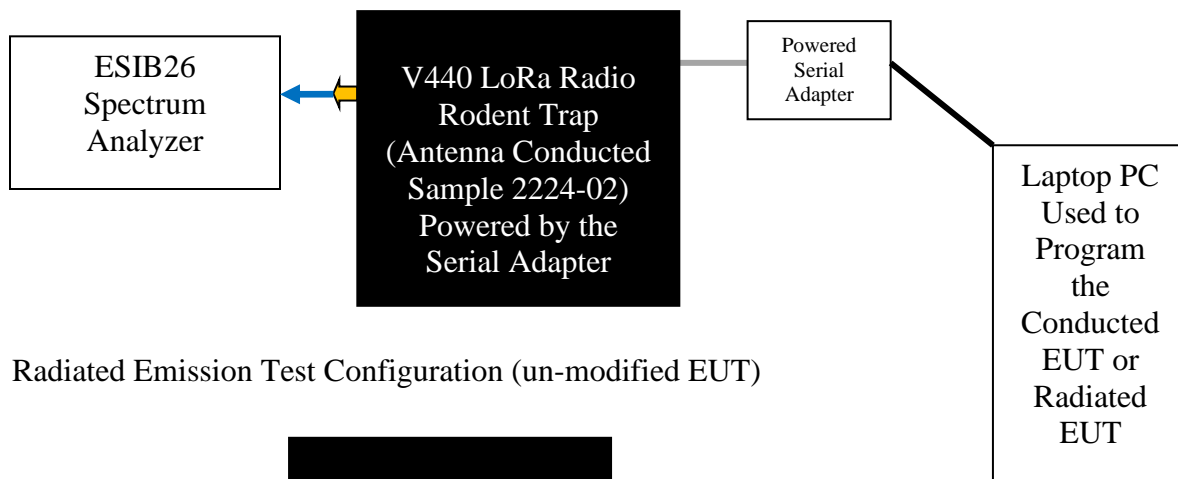 ESIB26
Spectrum
Analyzer
V440 LoRa Radio
Rodent Trap
(Antenna Conducted
Sample 2224-02)
Powered by the
Serial Adapter
Powered
Serial
Adapter
Laptop PC
Used to
Program
the
Conducted
EUT or
Radiated
EUT
Radiated Emission Test Configuration (un-modified EUT)